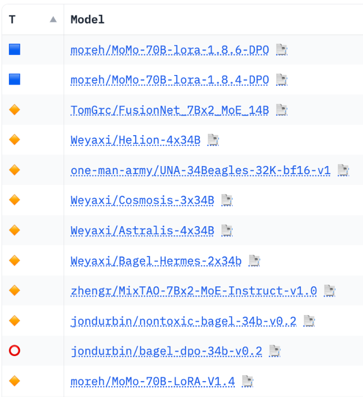 T Model
moreh/MoMo-70B-lora-1.8.6-DPO
moreh/MoMo-70B-lora-1.8.4-DPO
TomGrc/FusionNet_7Bx2_MoE_14B
Weyaxi/Helion-4x34B
one-man-army/UNA-34Beagles-32K-bf16-v1
Weyaxi/Cosmosis-3x34B
Weyaxi/Astralis-4x34B
Weyaxi/Bagel-Hermes-2x34b
zhengr/MixTAO-7Bx2-MoE-Instruct-v1.0
jondurbin/nontoxic-bagel-34b-v0.2
jondurbin/bagel-dpo-34b-v0.2
moreh/MoMo-70B-LoRA-V1.4